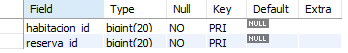 Field Type Null Key Default Extra
habitacion_id bigint(20) NO PRI NULL
reserva_id bigint(20) NO PRI NULL